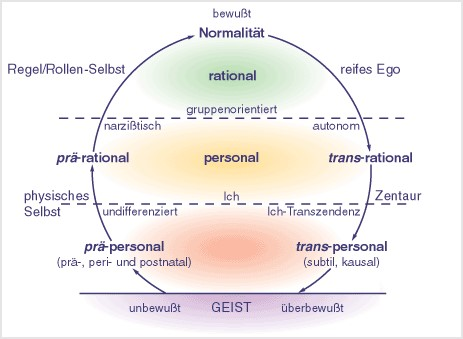 bewußt
Normalität
Regel/Rollen-Selbst
reifes Ego
rational
gruppenorientiert
narzißtisch
autonom
prä-rational
personal
trans-rational
physisches
Selbst
Ich
Zentaur
undifferenziert
Ich-Transzendenz
prä-personal
trans-personal
(prä-, peri- und postnatal)
(subtil, kausal)
unbewußt
GEIST
überbewußt